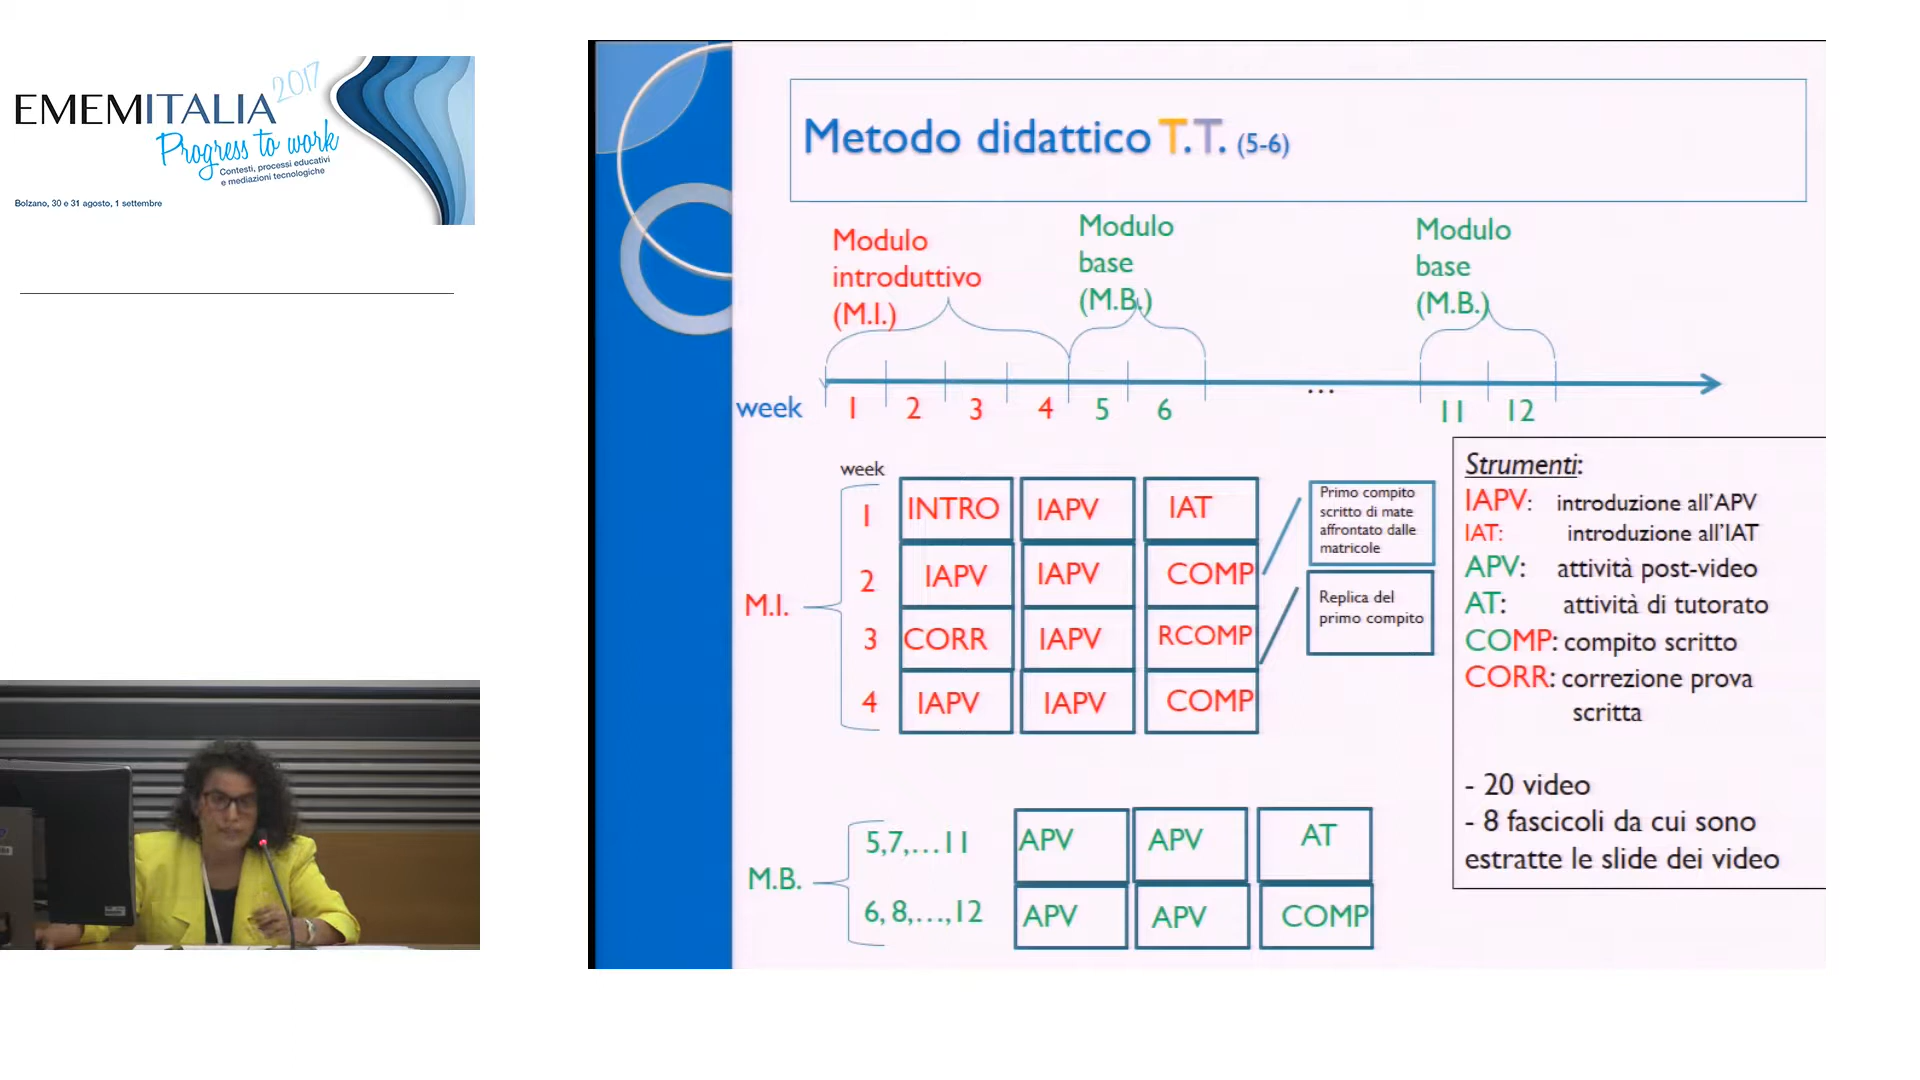 EMEMITALIA 2017
Progress to work
Contesti, processi educativi
e mediazioni tecnologiche
Bolzano, 30 e 31 agosto, 1 settembre
Metodo didattico T.T. (5-6)
Modulo
introduttivo
(M.I.)
Modulo
base
(M.B.)
Modulo
base
(M.B.)
...
week 1 2 3 4 5 6 11 12
week
M.I.
1 INTRO IAPV IAT
2 IAPV IAPV COMP
3 CORR IAPV RCOMP
4 IAPV IAPV COMP
Primo compito
scritto di mate
affrontato dalle
matricole
Replica del
primo compito
M.B.
5,7,...11 APV APV AT
6, 8,...,12 APV APV COMP
Strumenti:
IAPV: introduzione all'APV
IAT: introduzione all'IAT
APV: attività post-video
AT: attività di tutorato
COMP: compito scritto
CORR: correzione prova
scritta
- 20 video
- 8 fascicoli da cui sono
estratte le slide dei video